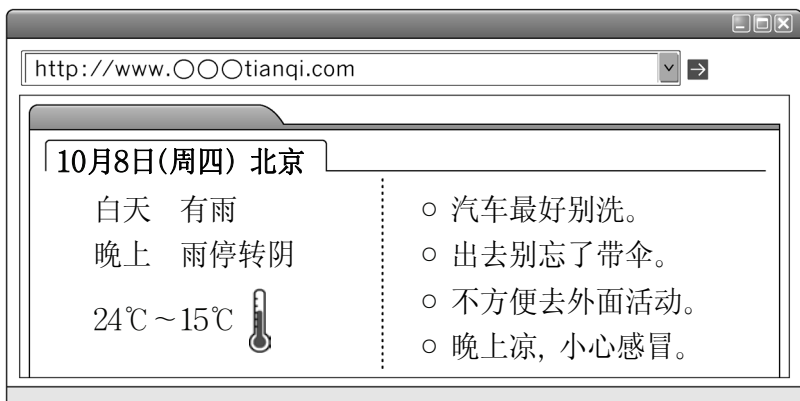 http://www.○○○tianqi.com
10月8日(周四) 北京
白天 有雨
晚上 雨停转阴
24℃~15℃
○ 汽车最好别洗。
○ 出去别忘了带伞。
○ 不方便去外面活动。
○ 晚上凉, 小心感冒。